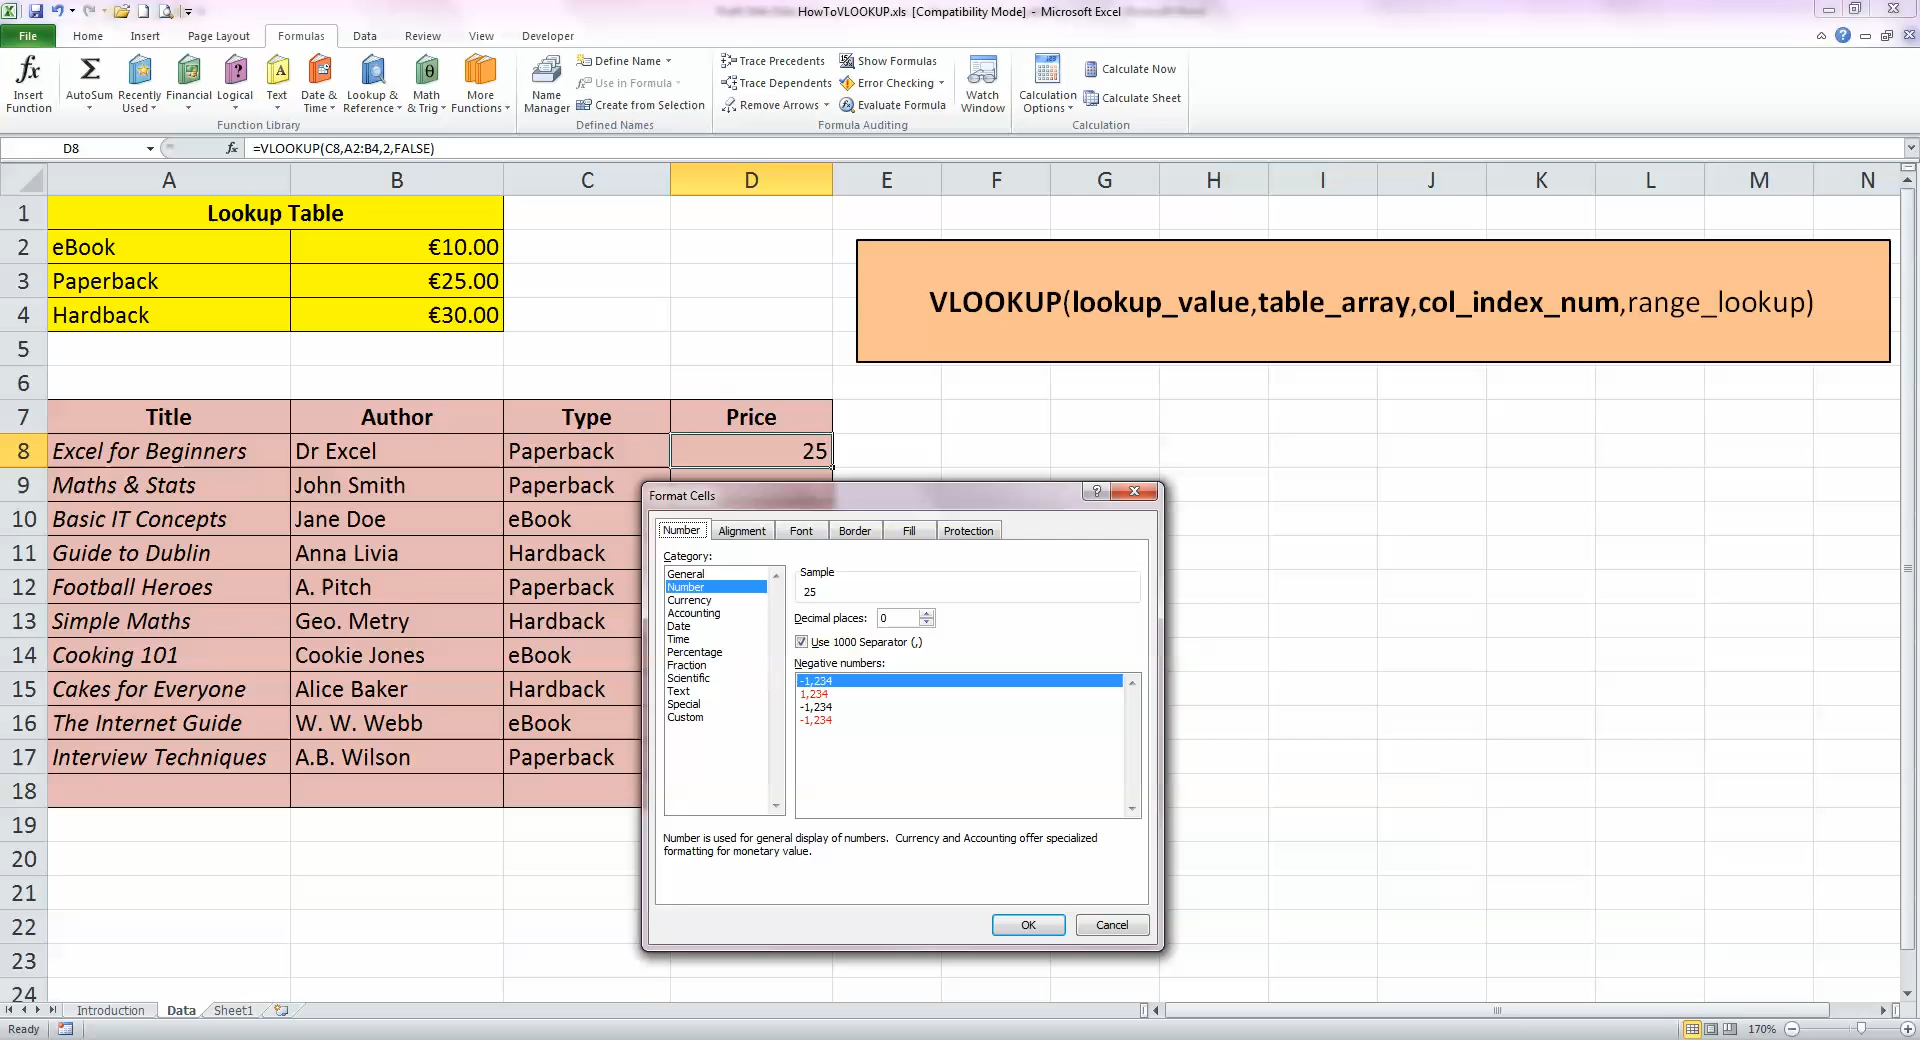 HowToVLOOKUP.xls [Compatibility Mode] - Microsoft Excel
File Home Insert Page Layout Formulas Data Review View Developer
fx Insert Function
Σ AutoSum
Recently Used
Financial
Logical
Text
Date & Time
Lookup & Reference
Math & Trig
More Functions
Function Library
Name Manager
Define Name
Use in Formula
Create from Selection
Defined Names
Trace Precedents
Trace Dependents
Remove Arrows
Show Formulas
Error Checking
Evaluate Formula
Formula Auditing
Watch Window
Calculation Options
Calculate Now
Calculate Sheet
Calculation
D8 fx =VLOOKUP(C8,A2:B4,2,FALSE)
A B C D E F G H I J K L M N
1 Lookup Table
2 eBook €10.00
3 Paperback €25.00
4 Hardback €30.00
5
6
VLOOKUP(lookup_value,table_array,col_index_num,range_lookup)
7 Title Author Type Price
8 Excel for Beginners Dr Excel Paperback 25
9 Maths & Stats John Smith Paperback
10 Basic IT Concepts Jane Doe eBook
11 Guide to Dublin Anna Livia Hardback
12 Football Heroes A. Pitch Paperback
13 Simple Maths Geo. Metry Hardback
14 Cooking 101 Cookie Jones eBook
15 Cakes for Everyone Alice Baker Hardback
16 The Internet Guide W. W. Webb eBook
17 Interview Techniques A.B. Wilson Paperback
18
19
20
21
22
23
24
Format Cells
Number Alignment Font Border Fill Protection
Category:
General
Number
Currency
Accounting
Date
Time
Percentage
Fraction
Scientific
Text
Special
Custom
Sample
25
Decimal places: 0
Use 1000 Separator (,)
Negative numbers:
-1,234
1,234
-1,234
-1,234
Number is used for general display of numbers. Currency and Accounting offer specialized
formatting for monetary value.
OK Cancel
Introduction Data Sheet1
Ready 170%